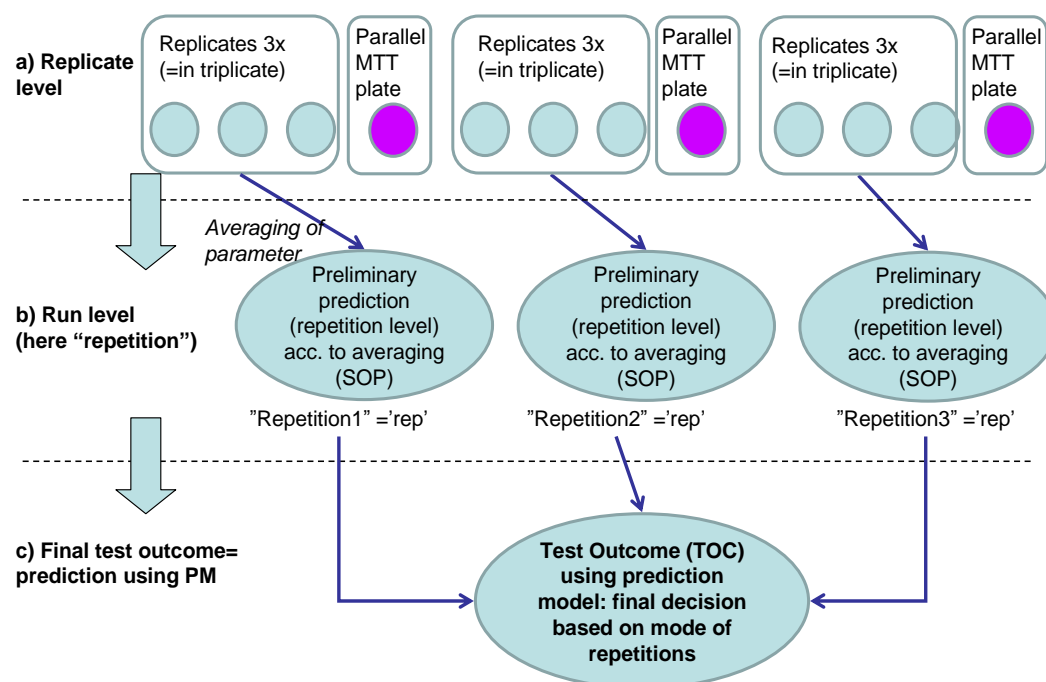 a) Replicate
level
Replicates 3x
(=in triplicate)
Parallel
MTT
plate
Replicates 3x
(=in triplicate)
Parallel
MTT
plate
Replicates 3x
(=in triplicate)
Parallel
MTT
plate
Averaging of
parameter
b) Run level
(here “repetition”)
Preliminary
prediction
(repetition level)
acc. to averaging
(SOP)
Preliminary
prediction
(repetition level)
acc. to averaging
(SOP)
Preliminary
prediction
(repetition level)
acc. to averaging
(SOP)
”Repetition1” =’rep’
”Repetition2” =’rep’
”Repetition3” =’rep’
c) Final test outcome=
prediction using PM
Test Outcome (TOC)
using prediction
model: final decision
based on mode of
repetitions